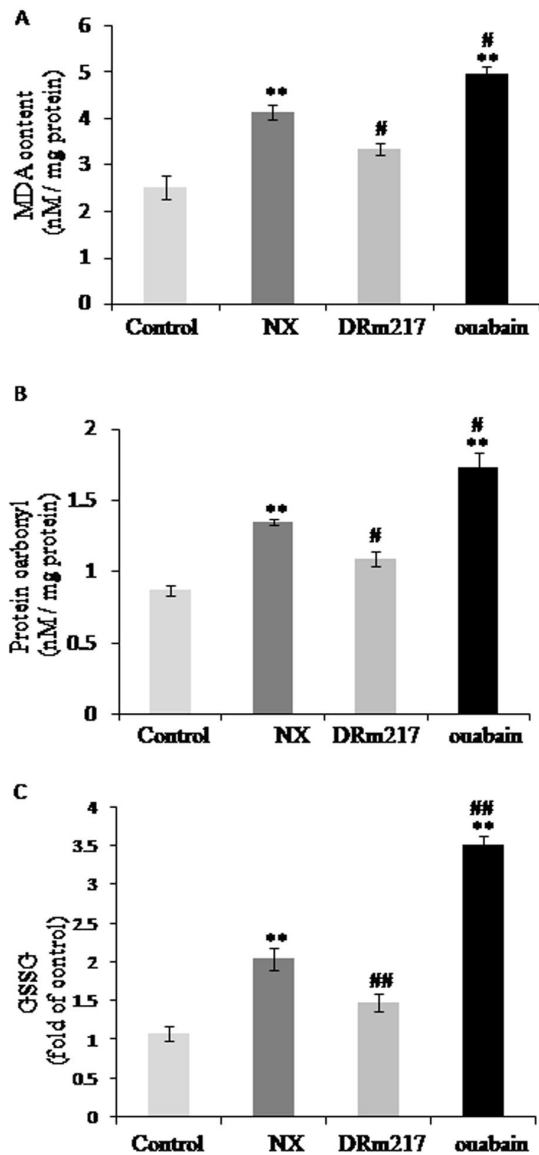 A
MDA content
(nM / mg protein)
6
5
4
3
2
1
0
**
#
#
**
Control NX DRm217 ouabain
B
Protein carbonyl
(nM / mg protein)
2
1.5
1
0.5
0
**
#
#
**
Control NX DRm217 ouabain
C
GSSG
(fold of control)
4
3.5
3
2.5
2
1.5
1
0.5
0
**
##
##
**
Control NX DRm217 ouabain